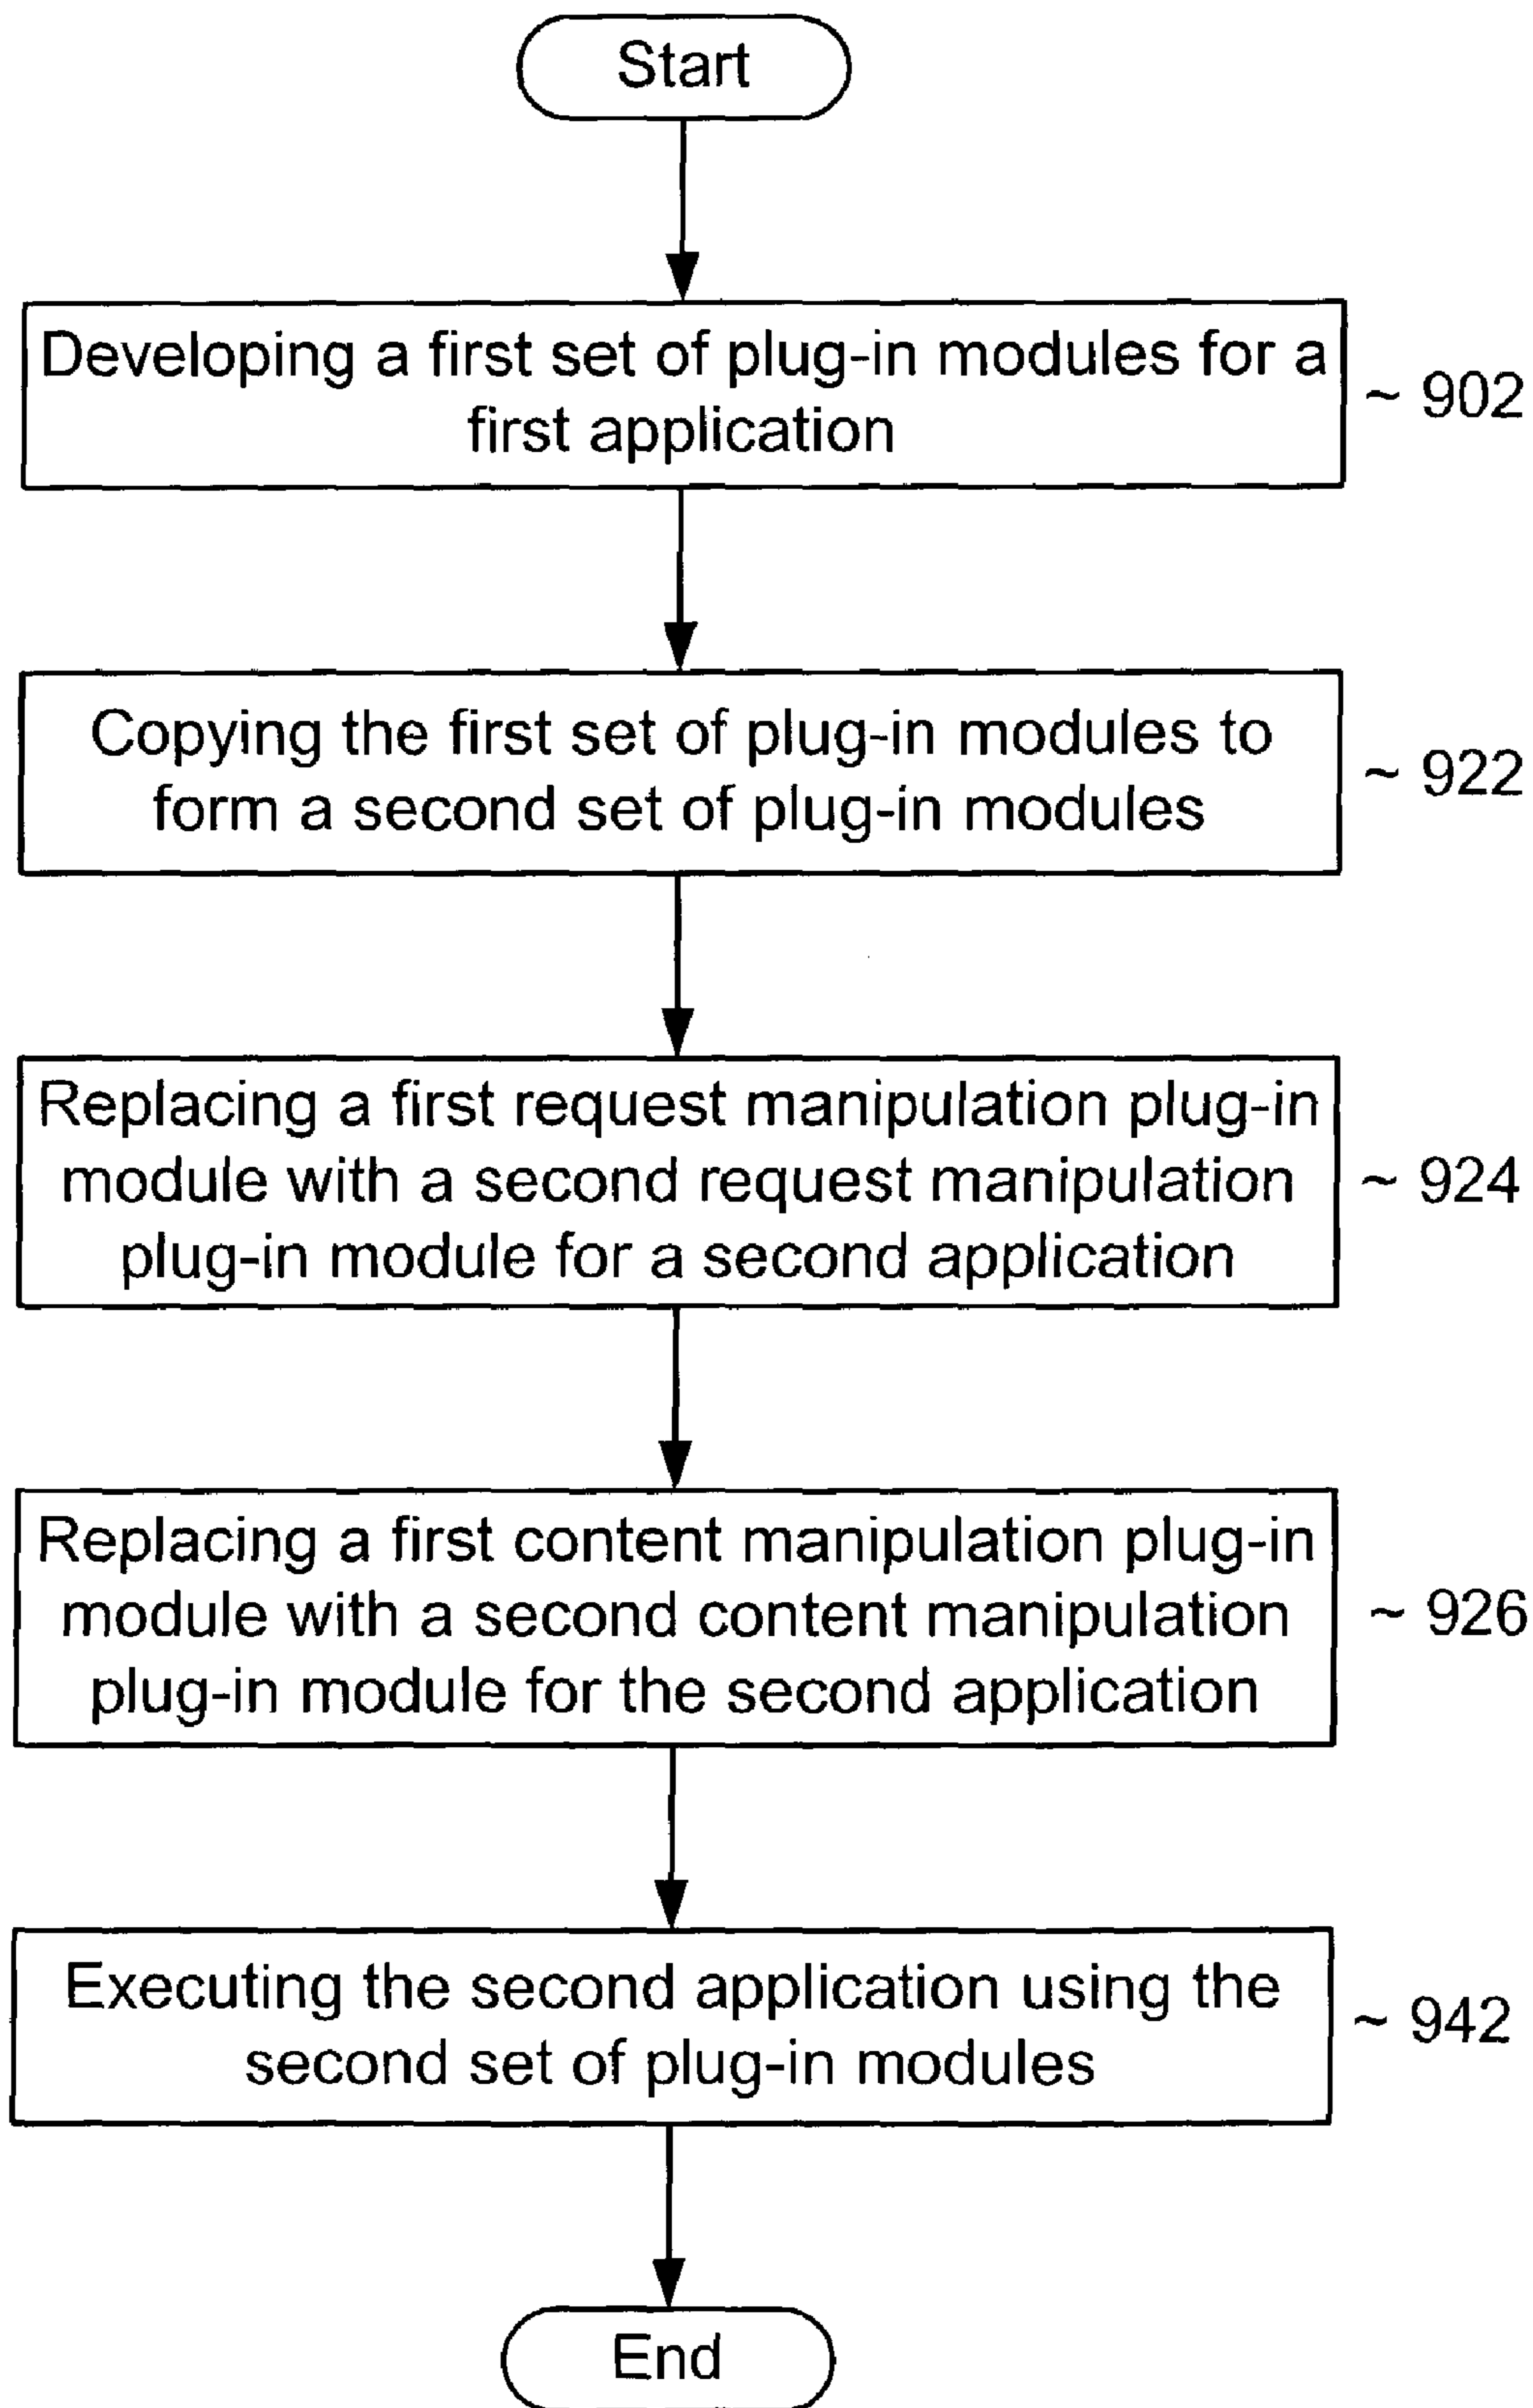 Start
Developing a first set of plug-in modules for a
first application
~ 902
Copying the first set of plug-in modules to
form a second set of plug-in modules
~ 922
Replacing a first request manipulation plug-in
module with a second request manipulation
plug-in module for a second application
~ 924
Replacing a first content manipulation plug-in
module with a second content manipulation
plug-in module for the second application
~ 926
Executing the second application using the
second set of plug-in modules
~ 942
End